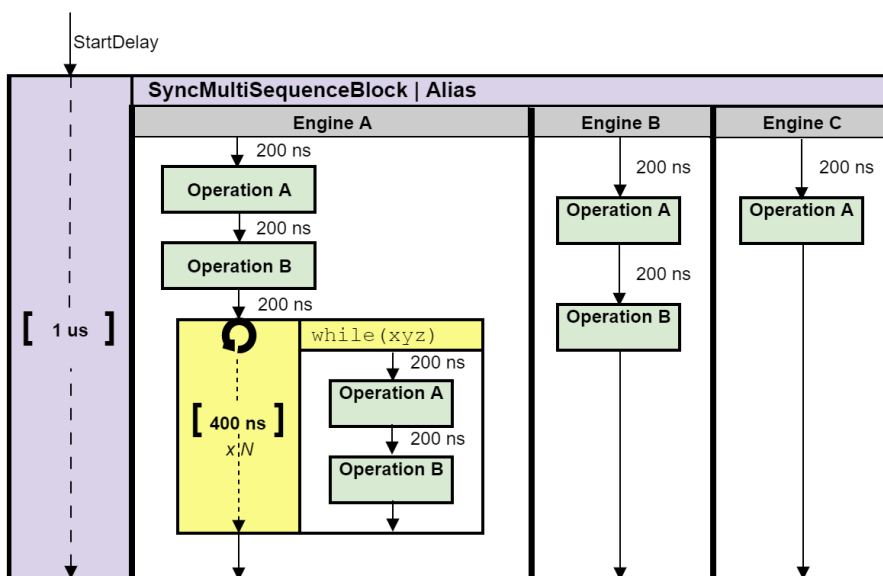 StartDelay
SyncMultiSequenceBlock | Alias
Engine A
Engine B
Engine C
200 ns
Operation A
200 ns
Operation B
200 ns
while(xyz)
200 ns
Operation A
200 ns
Operation B
[ 400 ns ]
x N
[ 1 us ]
200 ns
Operation A
200 ns
Operation B
200 ns
Operation A